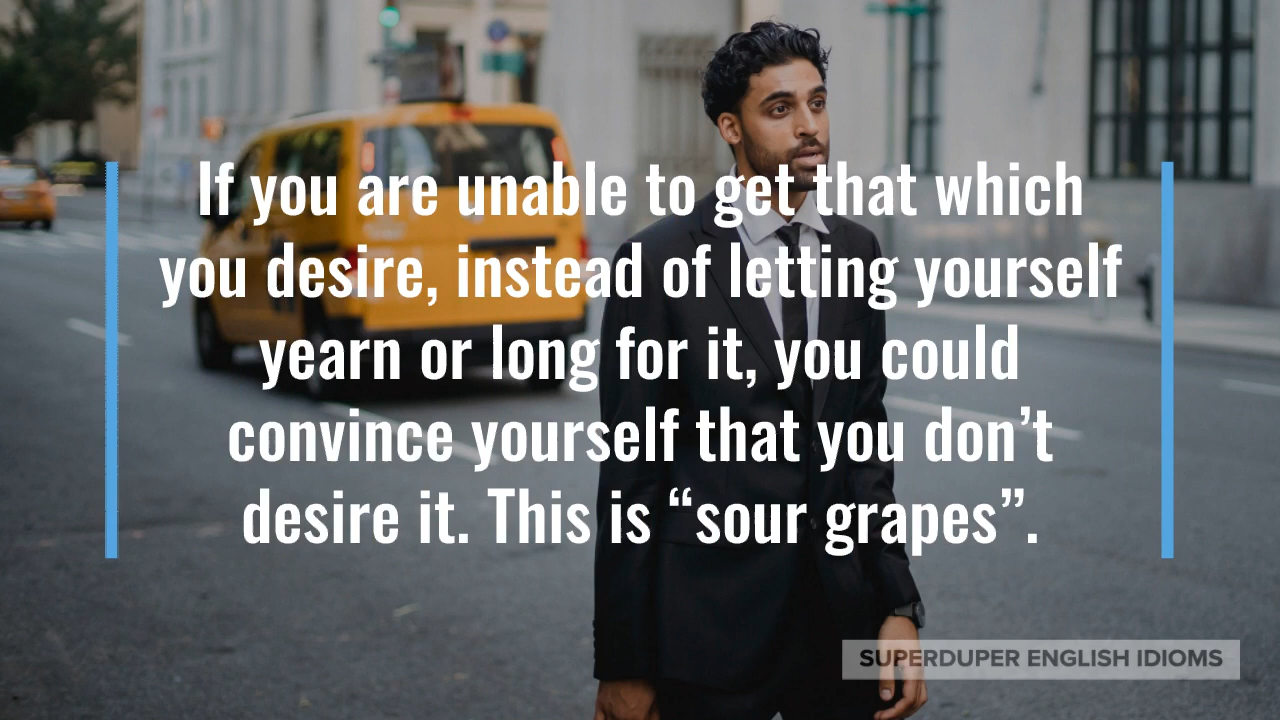 If you are unable to get that which
you desire, instead of letting yourself
yearn or long for it, you could
convince yourself that you don’t
desire it. This is “sour grapes”.
SUPERDUPER ENGLISH IDIOMS